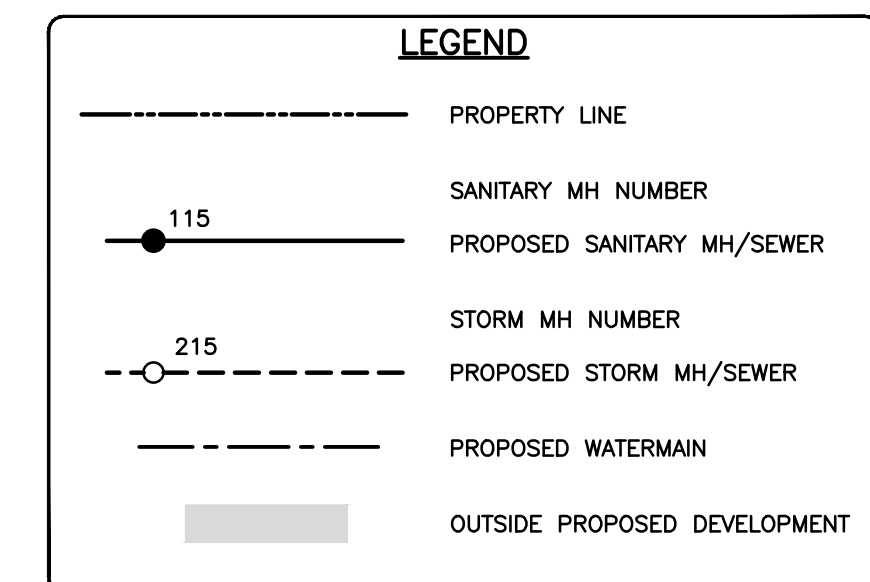 LEGEND
PROPERTY LINE
SANITARY MH NUMBER
115
PROPOSED SANITARY MH/SEWER
STORM MH NUMBER
215
PROPOSED STORM MH/SEWER
PROPOSED WATERMAIN
OUTSIDE PROPOSED DEVELOPMENT